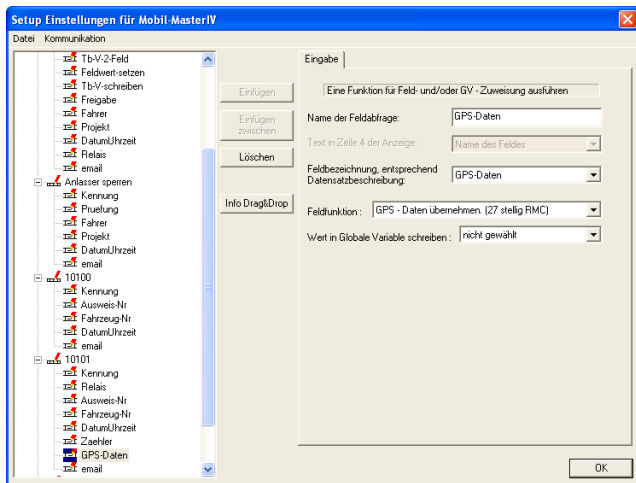 Setup Einstellungen für Mobil-MasterIV
Datei Kommunikation
Tb-V-2-Feld
Feldwert-setzen
Tb-V-schreiben
Freigabe
Fahrer
Projekt
DatumUhrzeit
Relais
email
Anlasser sperren
Kennung
Pruefung
Fahrer
Projekt
DatumUhrzeit
email
10100
Kennung
Ausweis-Nr
Fahrzeug-Nr
DatumUhrzeit
email
10101
Kennung
Relais
Ausweis-Nr
Fahrzeug-Nr
DatumUhrzeit
Zaehler
GPS-Daten
email
Einfügen
Einfügen
zwischen
Löschen
Info Drag&Drop
Eingabe
Eine Funktion für Feld- und/oder GV - Zuweisung ausführen
Name der Feldabfrage: GPS-Daten
Text in Zeile 4 der Anzeige: Name des Feldes
Feldbezeichnung, entsprechend
Datensatzbeschreibung: GPS-Daten
Feldfunktion : GPS - Daten übernehmen. (27 stellig RMC)
Wert in Globale Variable schreiben : nicht gewählt
OK